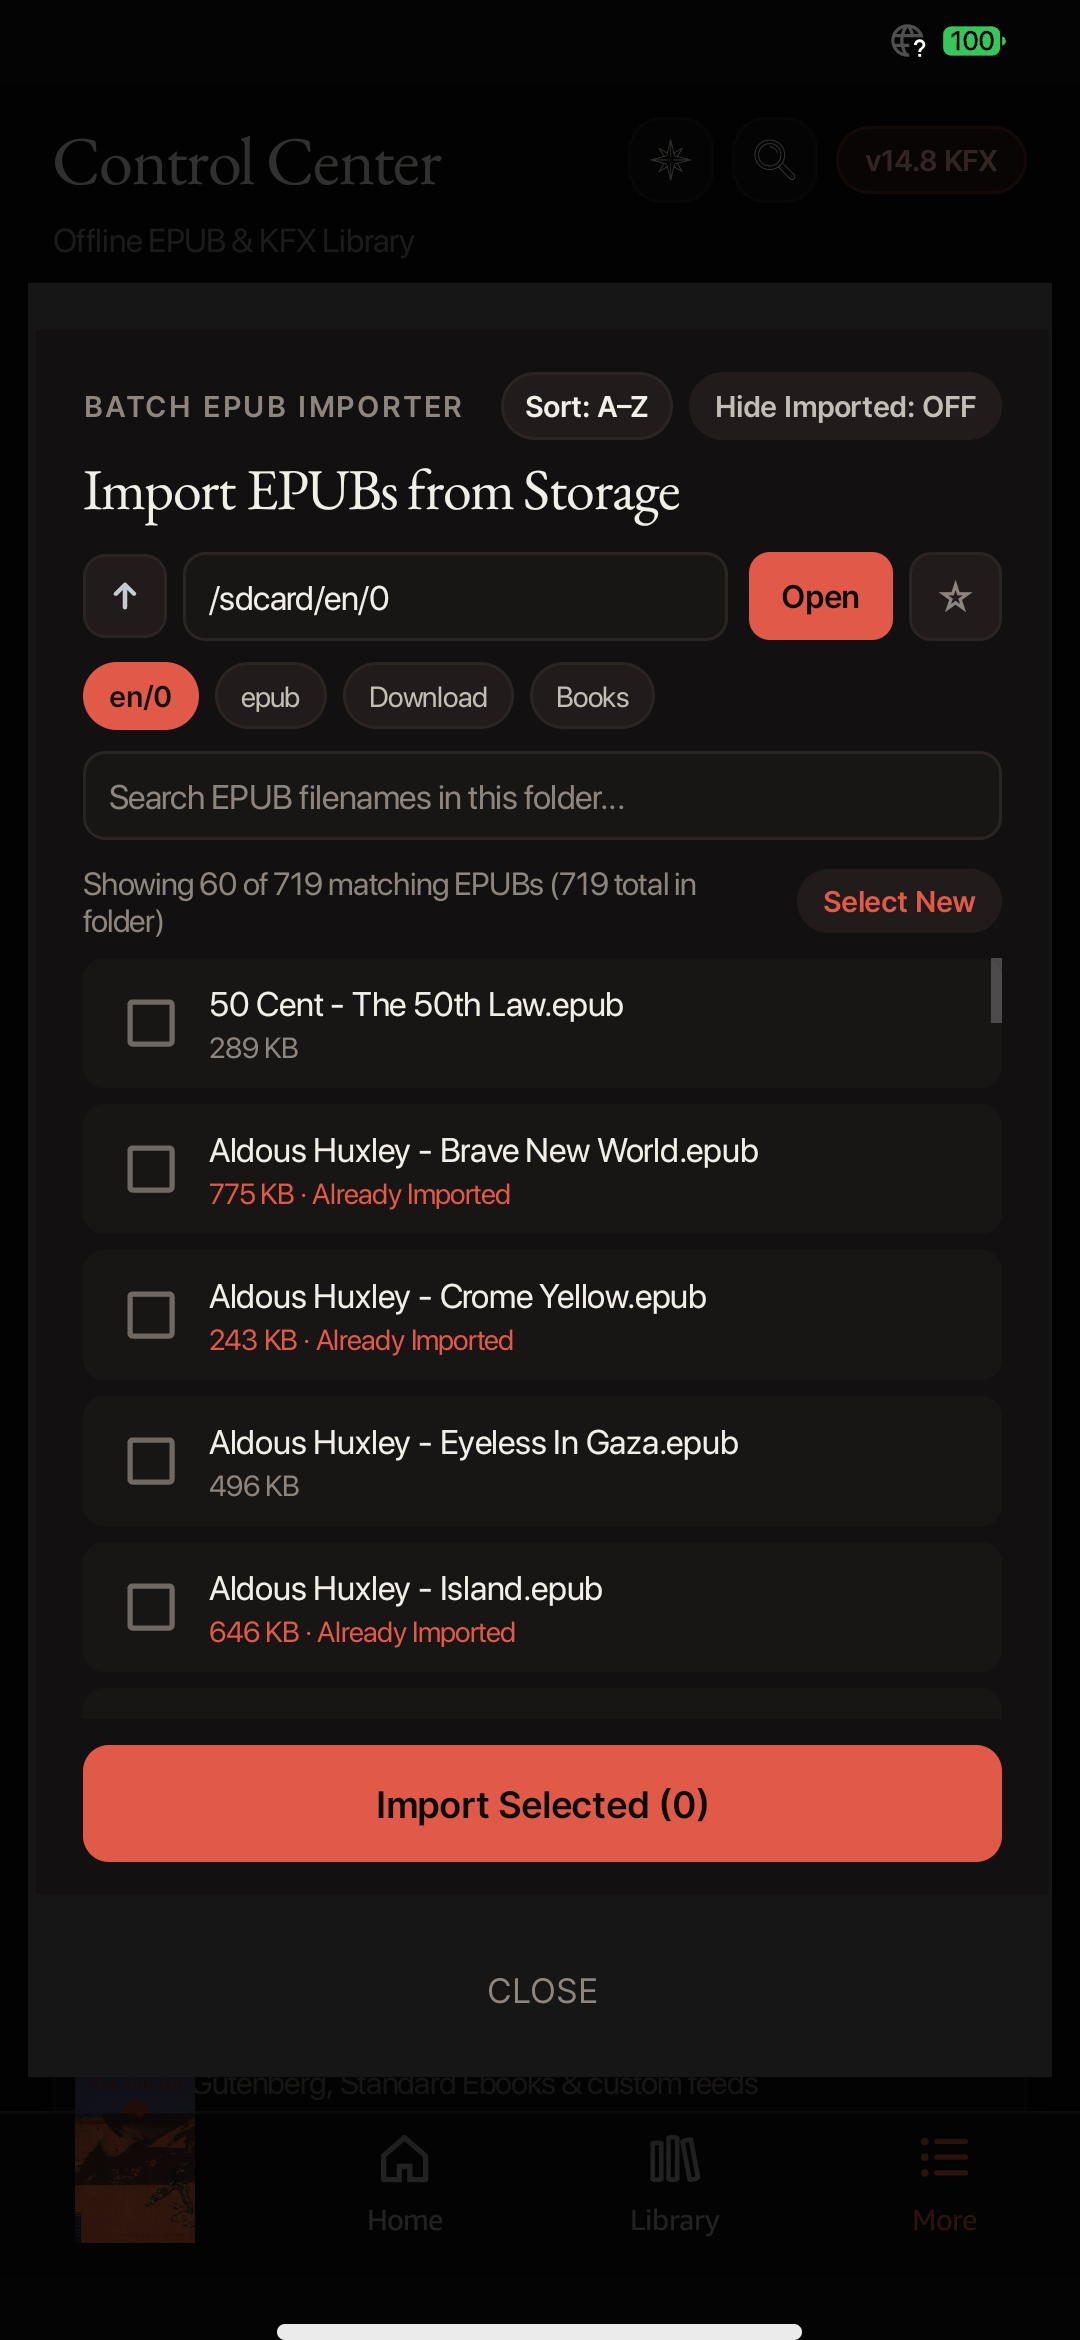 100
Control Center
v14.8 KFX
Offline EPUB & KFX Library
BATCH EPUB IMPORTER
Sort: A–Z
Hide Imported: OFF
Import EPUBs from Storage
/sdcard/en/0
Open
en/0
epub
Download
Books
Search EPUB filenames in this folder...
Showing 60 of 719 matching EPUBs (719 total in
folder)
Select New
50 Cent - The 50th Law.epub
289 KB
Aldous Huxley - Brave New World.epub
775 KB · Already Imported
Aldous Huxley - Crome Yellow.epub
243 KB · Already Imported
Aldous Huxley - Eyeless In Gaza.epub
496 KB
Aldous Huxley - Island.epub
646 KB · Already Imported
Import Selected (0)
CLOSE
Gutenberg, Standard Ebooks & custom feeds
Home
Library
More